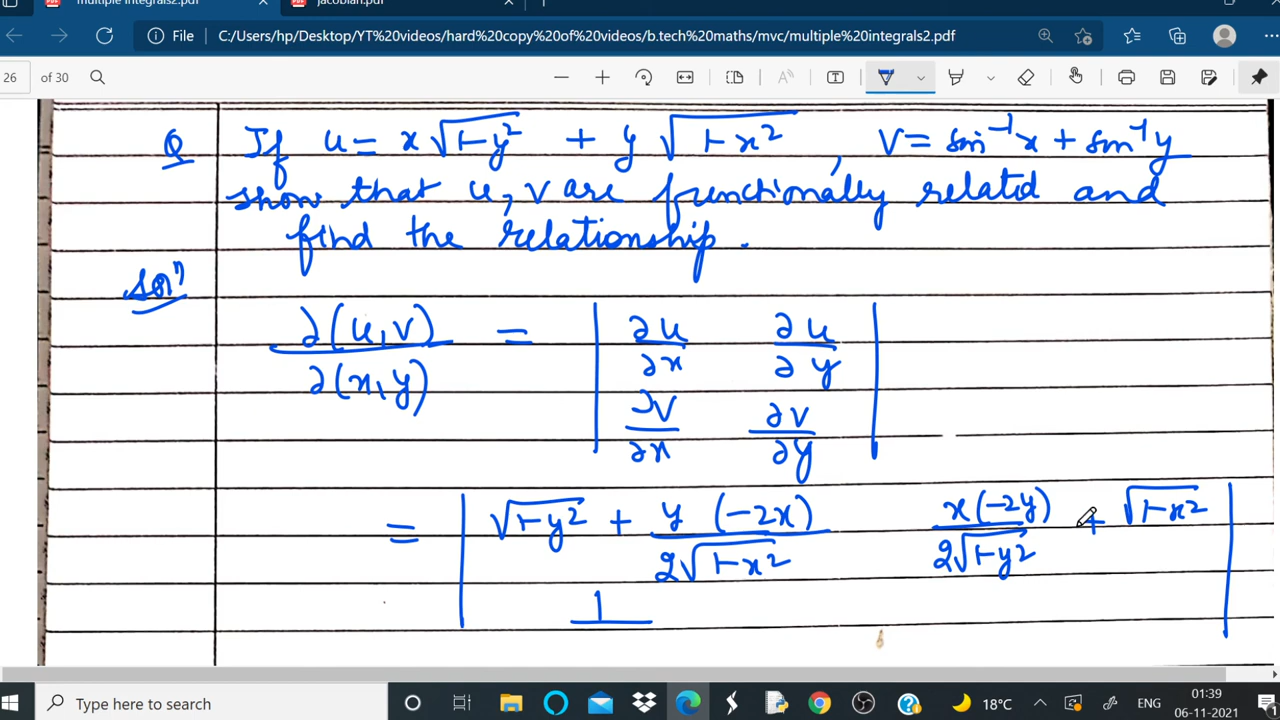 multiple integrals2.pdf
jacobian.pdf
File C:/Users/hp/Desktop/YT%20videos/hard%20copy%20of%20videos/b.tech%20maths/mvc/multiple%20integrals2.pdf
26 of 30
Q If u = x√(1-y²) + y √(1-x²) , V = sin⁻¹x + sin⁻¹y
show that u, v are functionally related and
find the relationship.
Solⁿ
∂(u,v)/∂(x,y) = | ∂u/∂x ∂u/∂y |
| ∂v/∂x ∂v/∂y |
= | √(1-y²) + y(-2x)/2√(1-x²) x(-2y)/2√(1-y²) + √(1-x²) |
1
Type here to search
18°C
ENG
01:39
06-11-2021